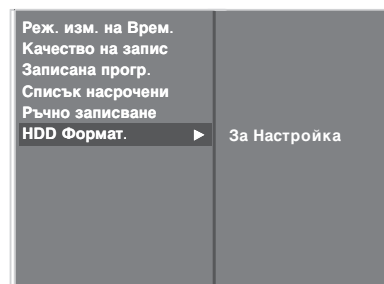 Реж. изм. на Врем.
Качество на запис
Записана прогр.
Списък насрочени
Ръчно записване
HDD Формат.
За Настройка